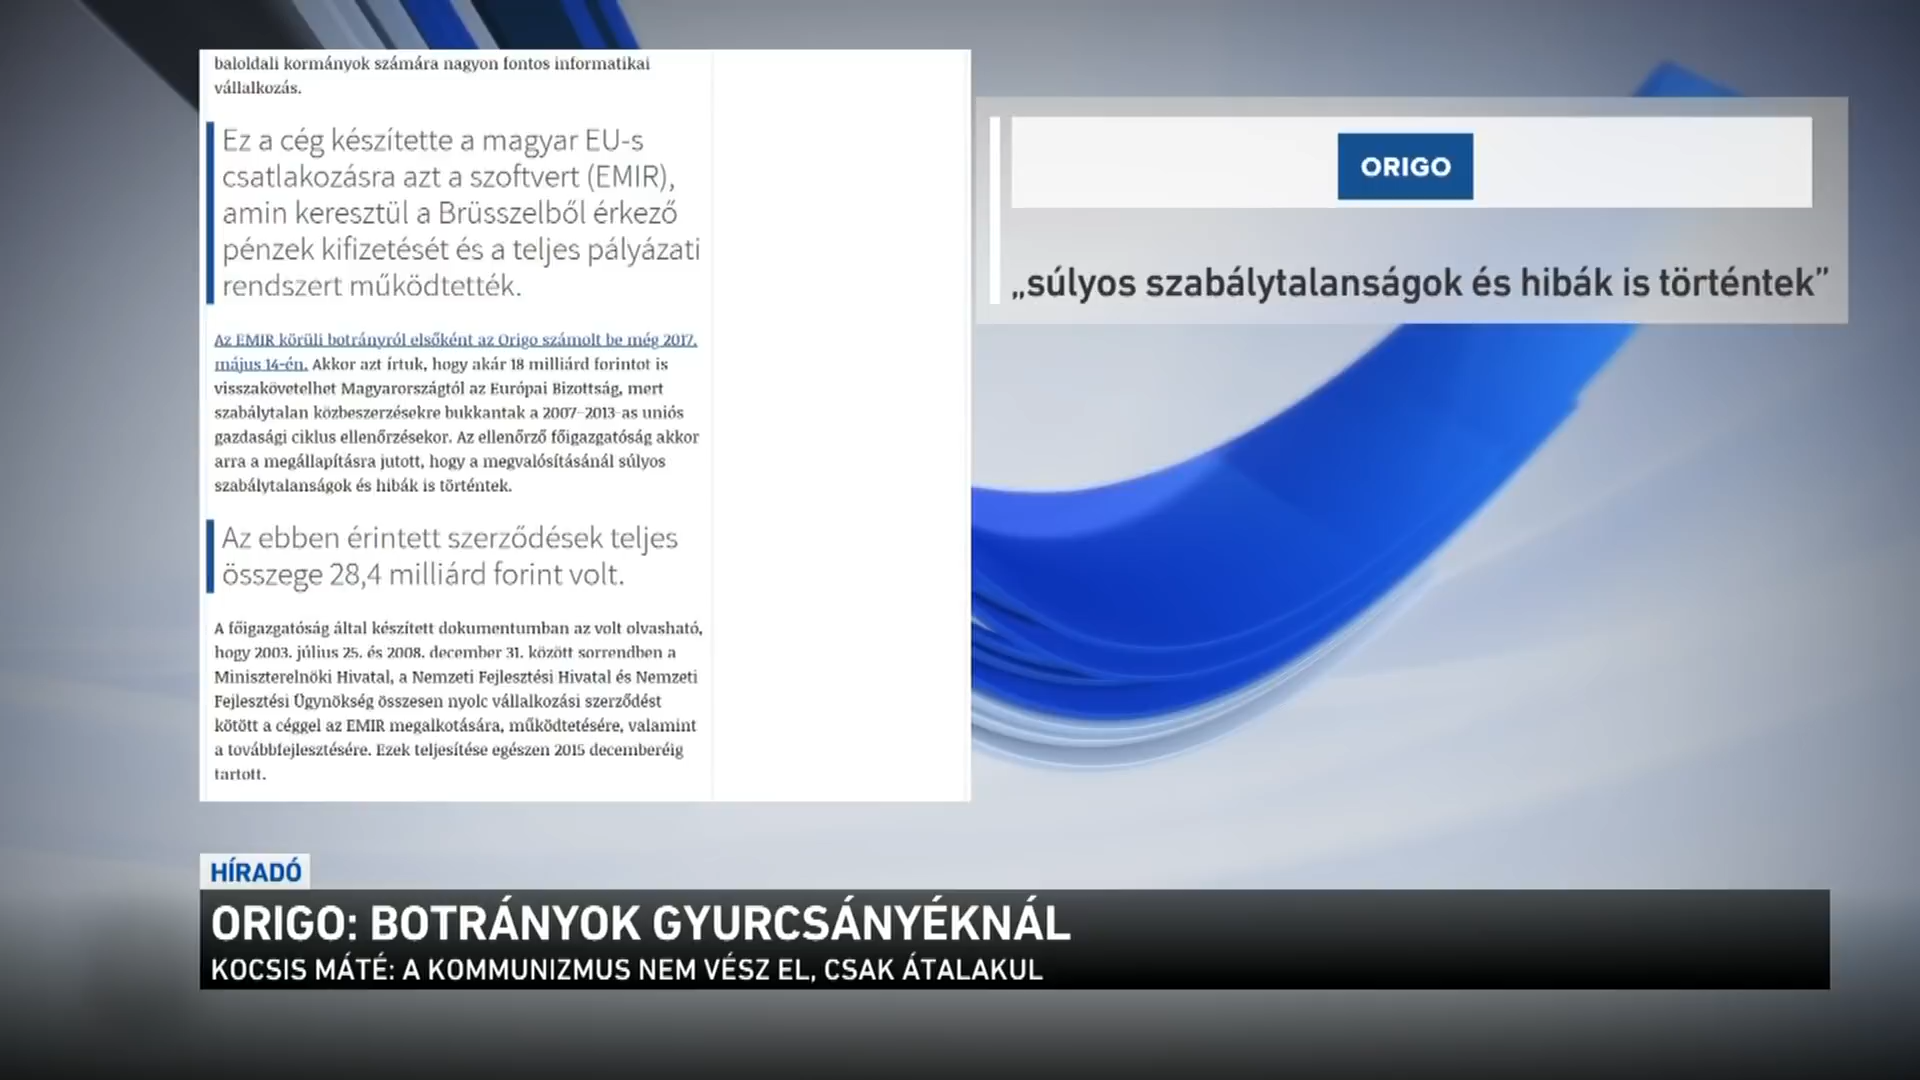 baloldali kormányok számára nagyon fontos informatikai
vállalkozás.
Ez a cég készítette a magyar EU-s
csatlakozásra azt a szoftvert (EMIR),
amin keresztül a Brüsszelből érkező
pénzek kifizetését és a teljes pályázati
rendszert működtették.
Az EMIR körüli botrányról elsőként az Origo számolt be még 2017.
május 14-én. Akkor azt írtuk, hogy akár 18 milliárd forintot is
visszakövetelhet Magyarországtól az Európai Bizottság, mert
szabálytalan közbeszerzésekre bukkantak a 2007–2013-as uniós
gazdasági ciklus ellenőrzésekor. Az ellenőrző főigazgatóság akkor
arra a megállapításra jutott, hogy a megvalósításánál súlyos
szabálytalanságok és hibák is történtek.
Az ebben érintett szerződések teljes
összege 28,4 milliárd forint volt.
A főigazgatóság által készített dokumentumban az volt olvasható,
hogy 2003. július 25. és 2008. december 31. között sorrendben a
Miniszterelnöki Hivatal, a Nemzeti Fejlesztési Hivatal és Nemzeti
Fejlesztési Ügynökség összesen nyolc vállalkozási szerződést
kötött a céggel az EMIR megalkotására, működtetésére, valamint
a továbbfejlesztésére. Ezek teljesítése egészen 2015 decemberéig
tartott.
ORIGO
„súlyos szabálytalanságok és hibák is történtek”
HÍRADÓ
ORIGO: BOTRÁNYOK GYURCSÁNYÉKNÁL
KOCSIS MÁTÉ: A KOMMUNIZMUS NEM VÉSZ EL, CSAK ÁTALAKUL